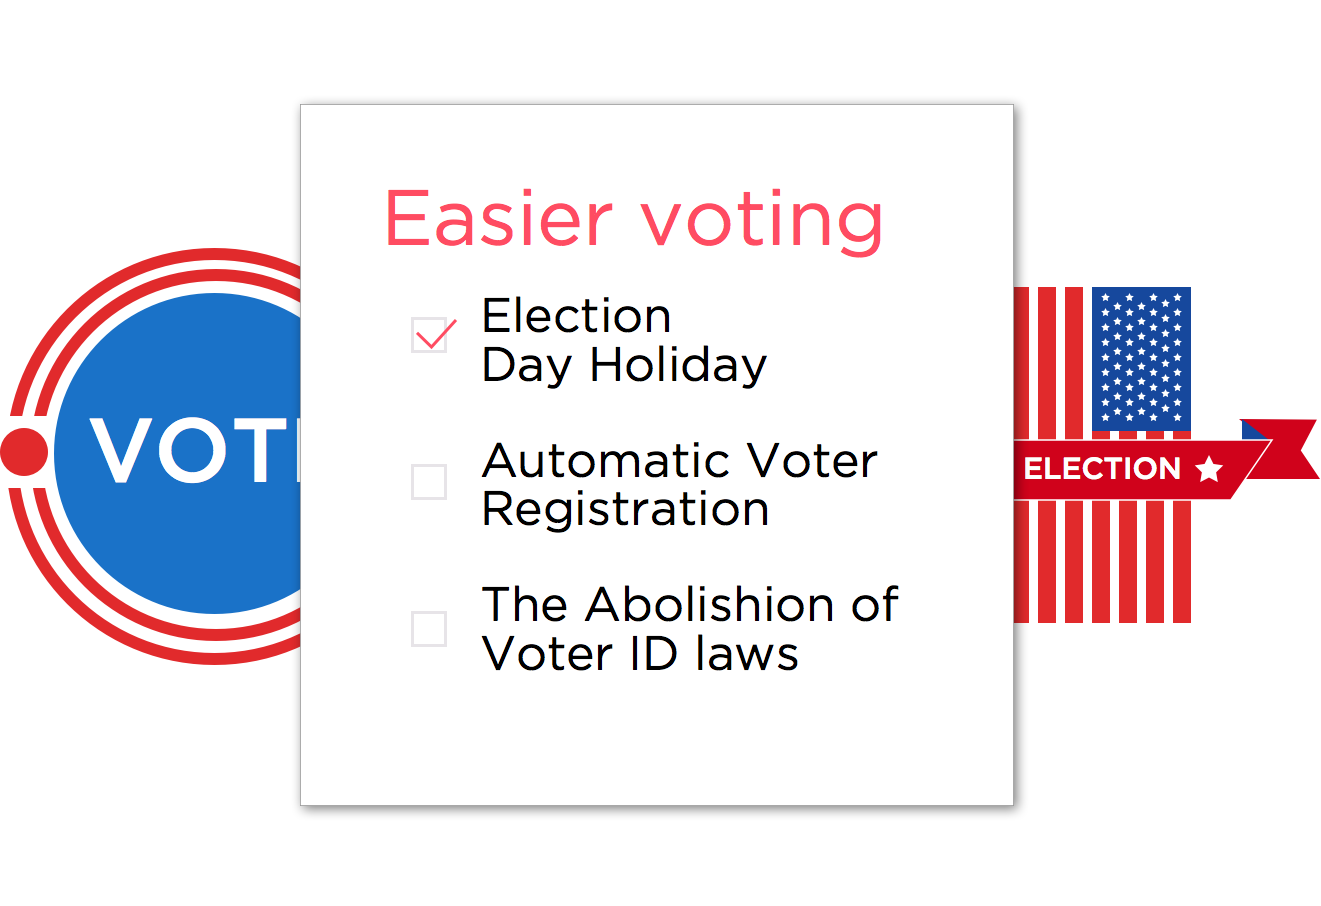 Easier voting
Election
Day Holiday
Automatic Voter
Registration
The Abolishion of
Voter ID laws
VOT
ELECTION